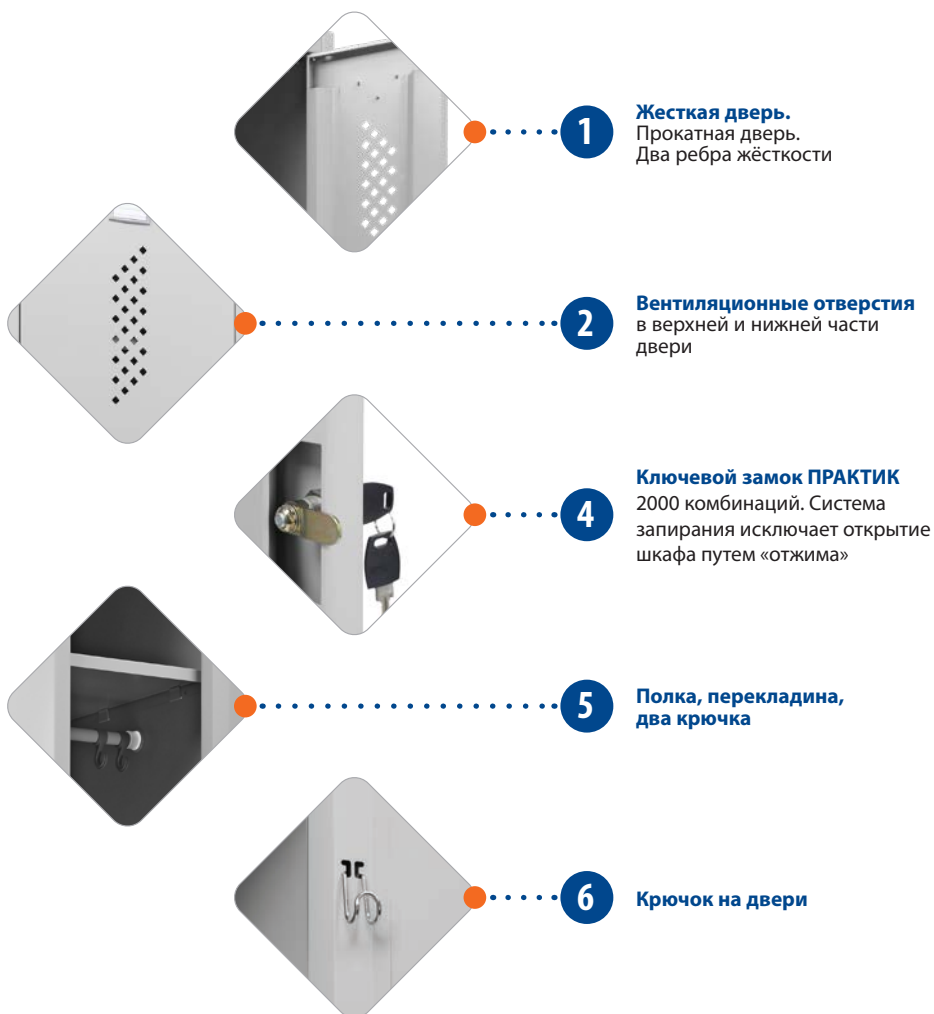 1
Жесткая дверь.
Прокатная дверь.
Два ребра жёсткости
2
Вентиляционные отверстия
в верхней и нижней части
двери
4
Ключевой замок ПРАКТИК
2000 комбинаций. Система
запирания исключает открытие
шкафа путем «отжима»
5
Полка, перекладина,
два крючка
6
Крючок на двери